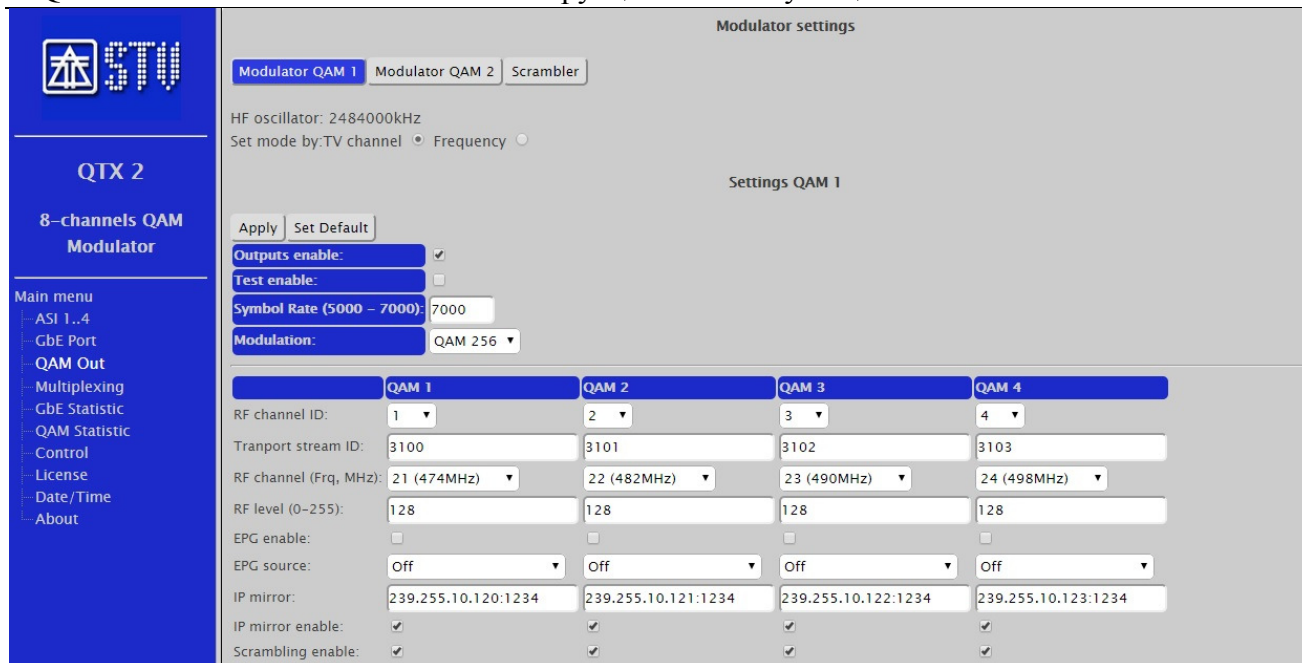 Modulator settings
STV
Modulator QAM 1 Modulator QAM 2 Scrambler
HF oscillator: 2484000kHz
Set mode by:TV channel Frequency
QTX 2
Settings QAM 1
8-channels QAM
Modulator
Apply Set Default
Outputs enable:
Test enable:
Symbol Rate (5000 - 7000): 7000
Modulation: QAM 256
Main menu
ASI 1..4
GbE Port
QAM Out
Multiplexing
GbE Statistic
QAM Statistic
Control
License
Date/Time
About
QAM 1 QAM 2 QAM 3 QAM 4
RF channel ID: 1 2 3 4
Tranport stream ID: 3100 3101 3102 3103
RF channel (Frq, MHz): 21 (474MHz) 22 (482MHz) 23 (490MHz) 24 (498MHz)
RF level (0-255): 128 128 128 128
EPG enable:
EPG source: Off Off Off Off
IP mirror: 239.255.10.120:1234 239.255.10.121:1234 239.255.10.122:1234 239.255.10.123:1234
IP mirror enable:
Scrambling enable: